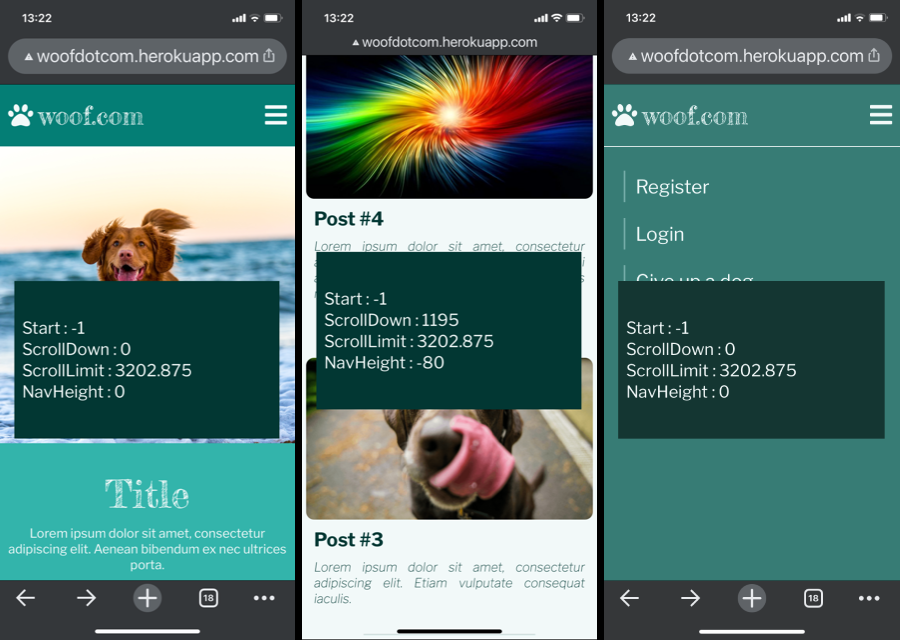 13:22
woofdotcom.herokuapp.com
woof.com
Start : -1
ScrollDown : 0
ScrollLimit : 3202.875
NavHeight : 0
Title
Lorem ipsum dolor sit amet, consectetur
adipiscing elit. Aenean bibendum ex nec ultrices
porta.
18
13:22
woofdotcom.herokuapp.com
Post #4
Lorem ipsum dolor sit amet, consectetur
Start : -1
ScrollDown : 1195
ScrollLimit : 3202.875
NavHeight : -80
Post #3
Lorem ipsum dolor sit amet, consectetur
adipiscing elit. Etiam vulputate consequat
iaculis.
13:22
woofdotcom.herokuapp.com
woof.com
Register
Login
Give up a dog
Start : -1
ScrollDown : 0
ScrollLimit : 3202.875
NavHeight : 0
18